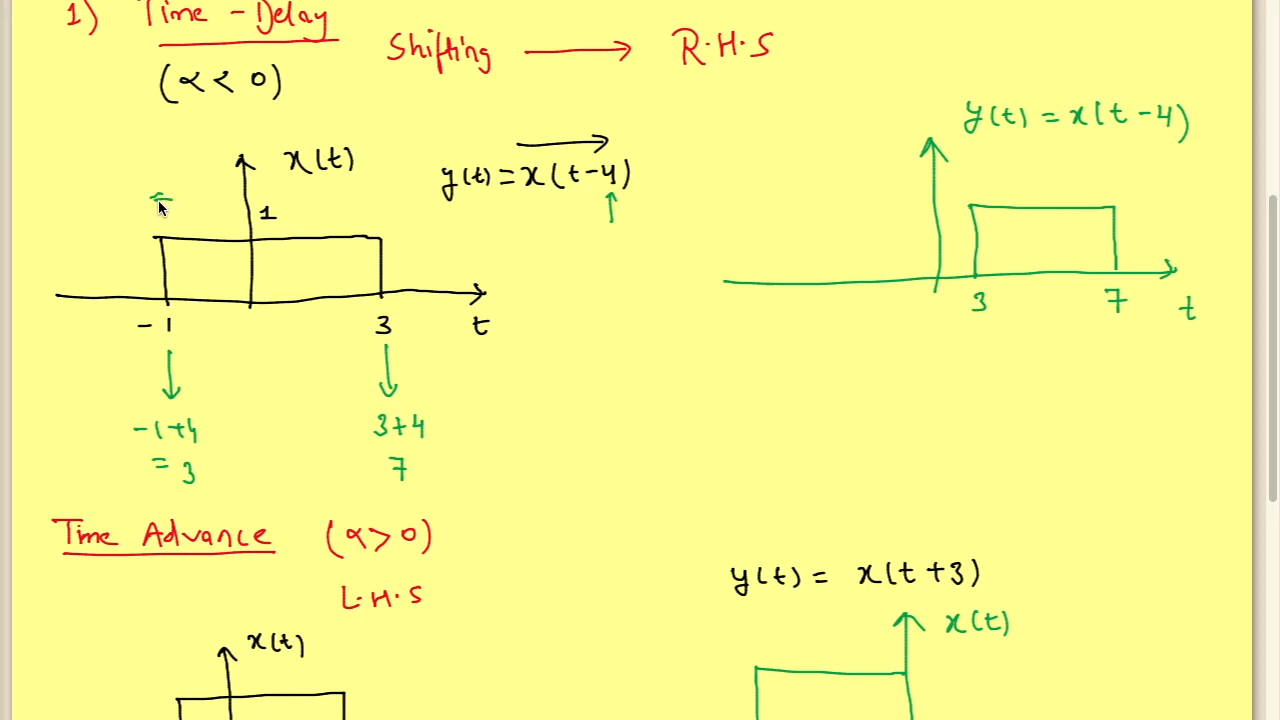 1) Time - Delay
Shifting → R.H.S
(α < 0)
y(t) = x(t-4)
x(t)
y(t) = x(t-4)
1
-1
3
t
3
7
t
-1+4
= 3
3+4
7
Time Advance (α > 0)
L.H.S
y(t) = x(t+3)
x(t)
x(t)